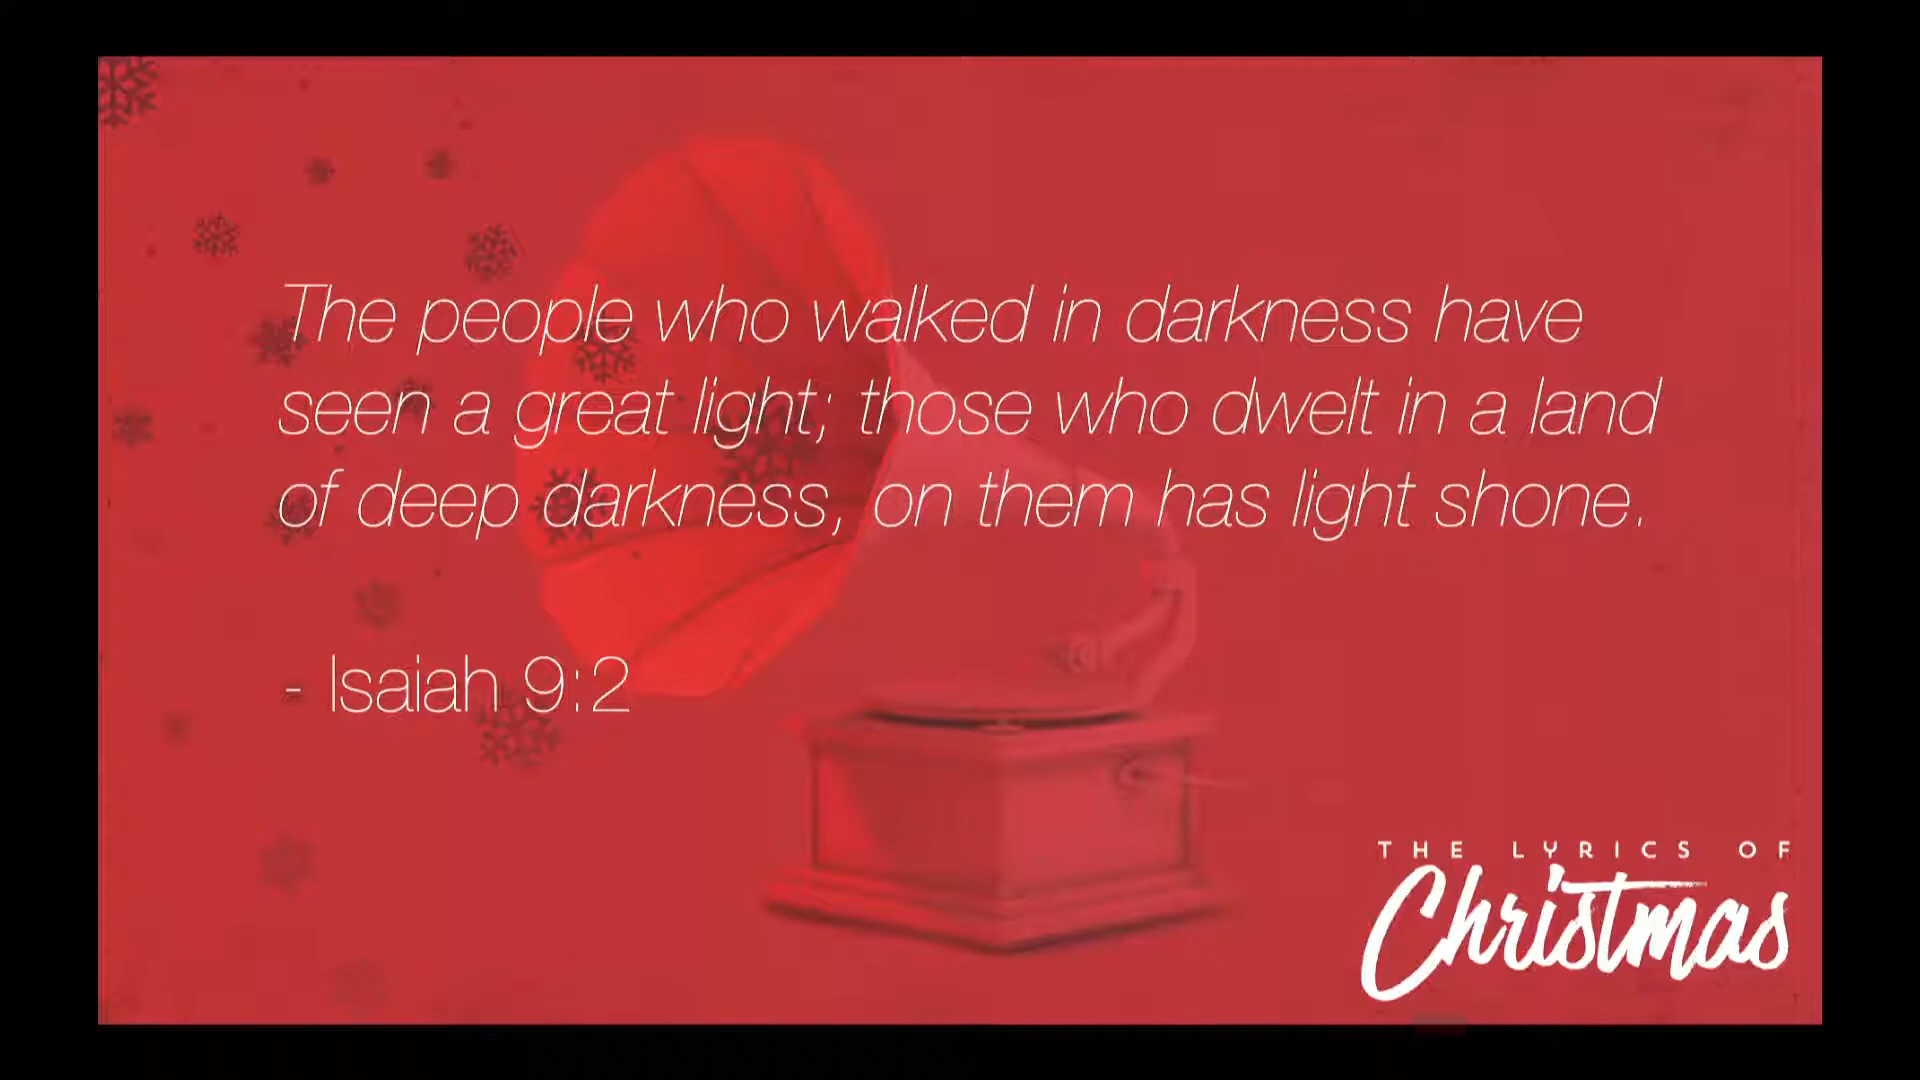 The people who walked in darkness have
seen a great light; those who dwelt in a land
of deep darkness, on them has light shone.
- Isaiah 9:2
THE LYRICS OF
Christmas